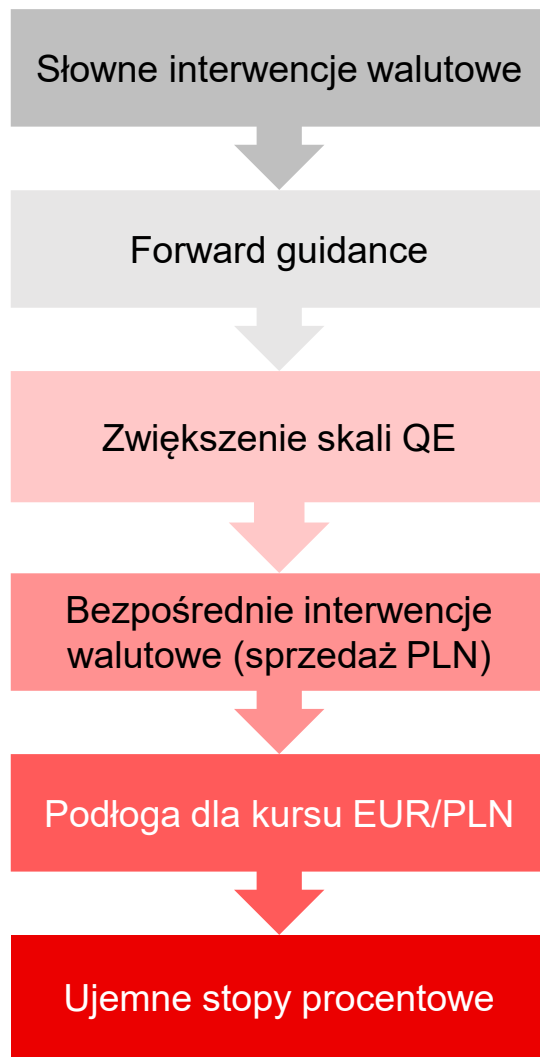 Słowne interwencje walutowe
Forward guidance
Zwiększenie skali QE
Bezpośrednie interwencje
walutowe (sprzedaż PLN)
Podłoga dla kursu EUR/PLN
Ujemne stopy procentowe